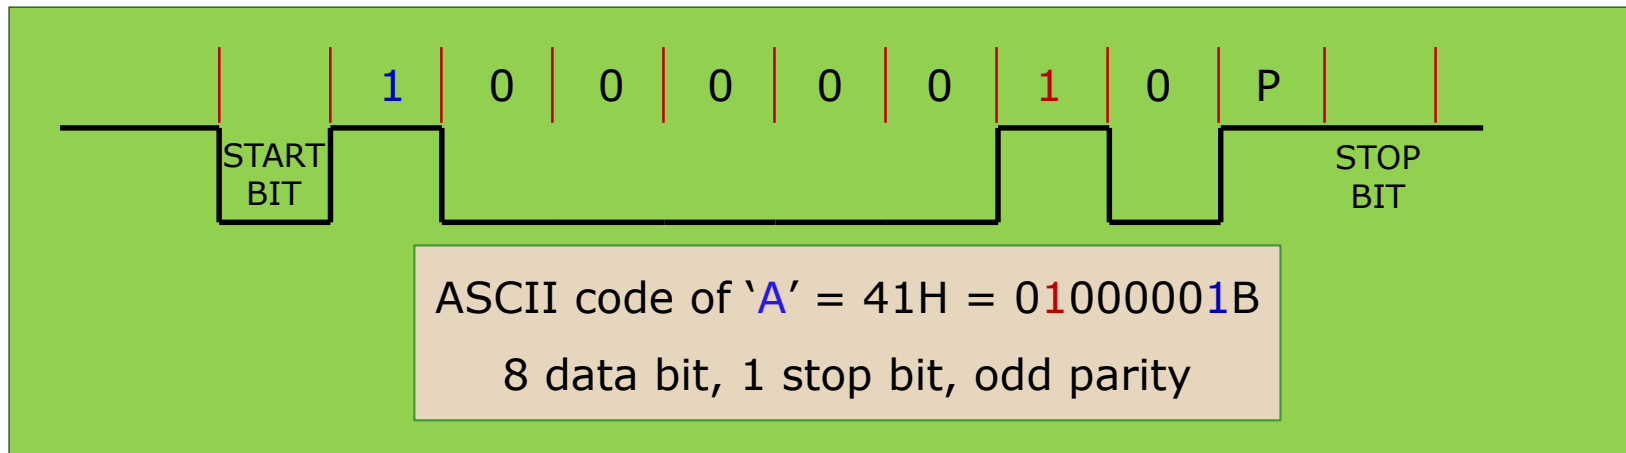 1 0 0 0 0 0 1 0 P
START
BIT
STOP
BIT
ASCII code of ‘A’ = 41H = 01000001B
8 data bit, 1 stop bit, odd parity